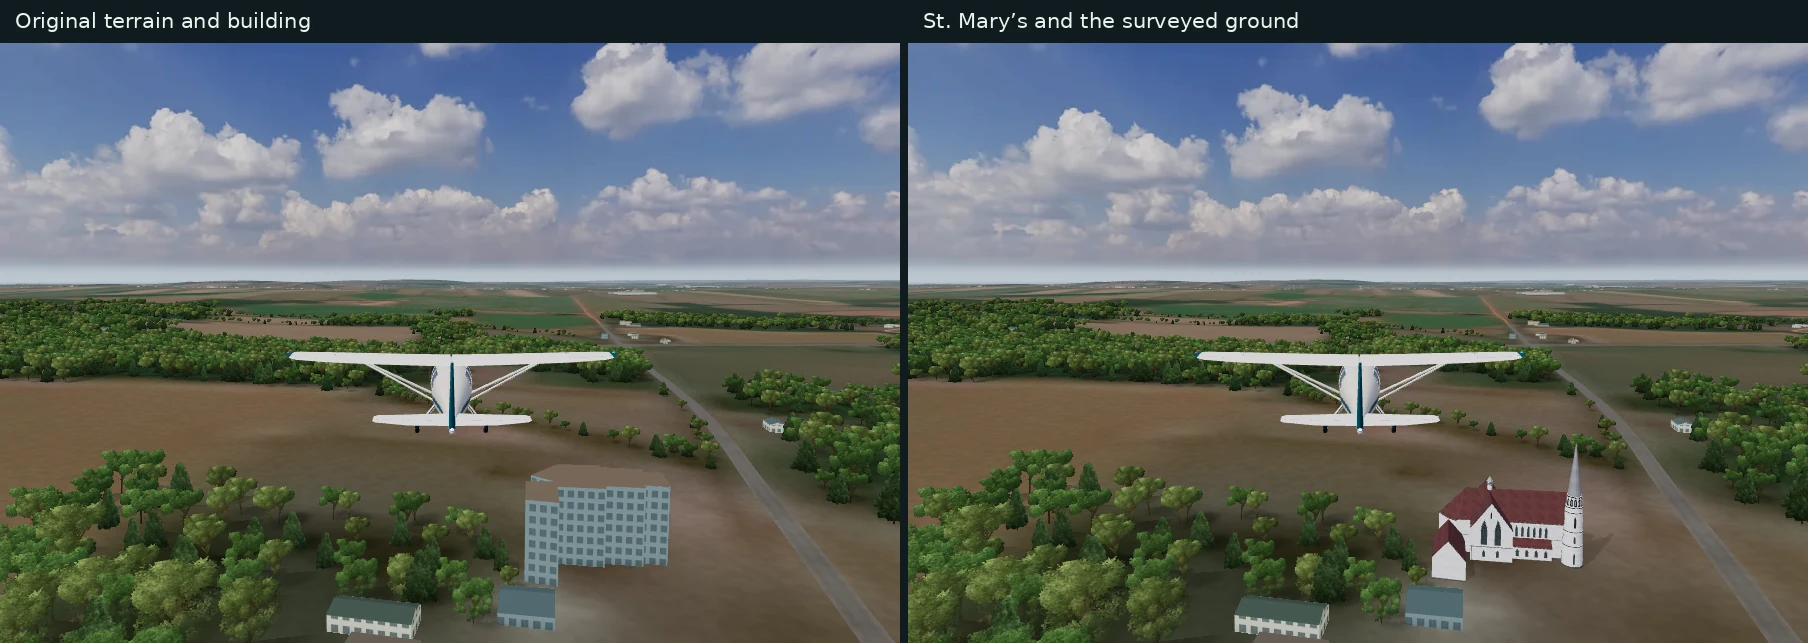 Original terrain and building
St. Mary’s and the surveyed ground